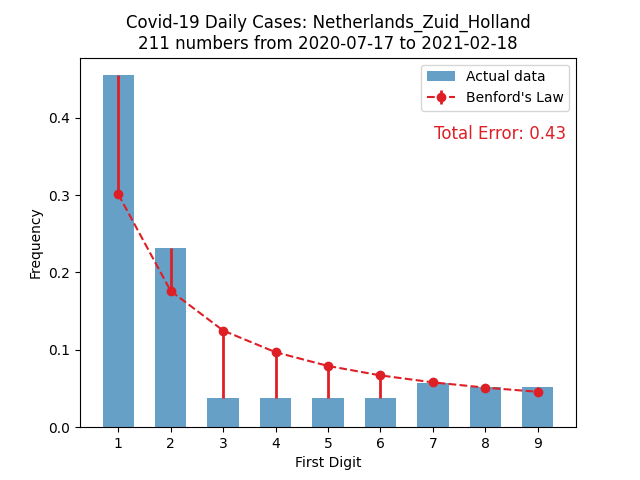 Covid-19 Daily Cases: Netherlands_Zuid_Holland
211 numbers from 2020-07-17 to 2021-02-18
Actual data
Benford's Law
Total Error: 0.43
Frequency
0.4
0.3
0.2
0.1
0.0
1 2 3 4 5 6 7 8 9
First Digit